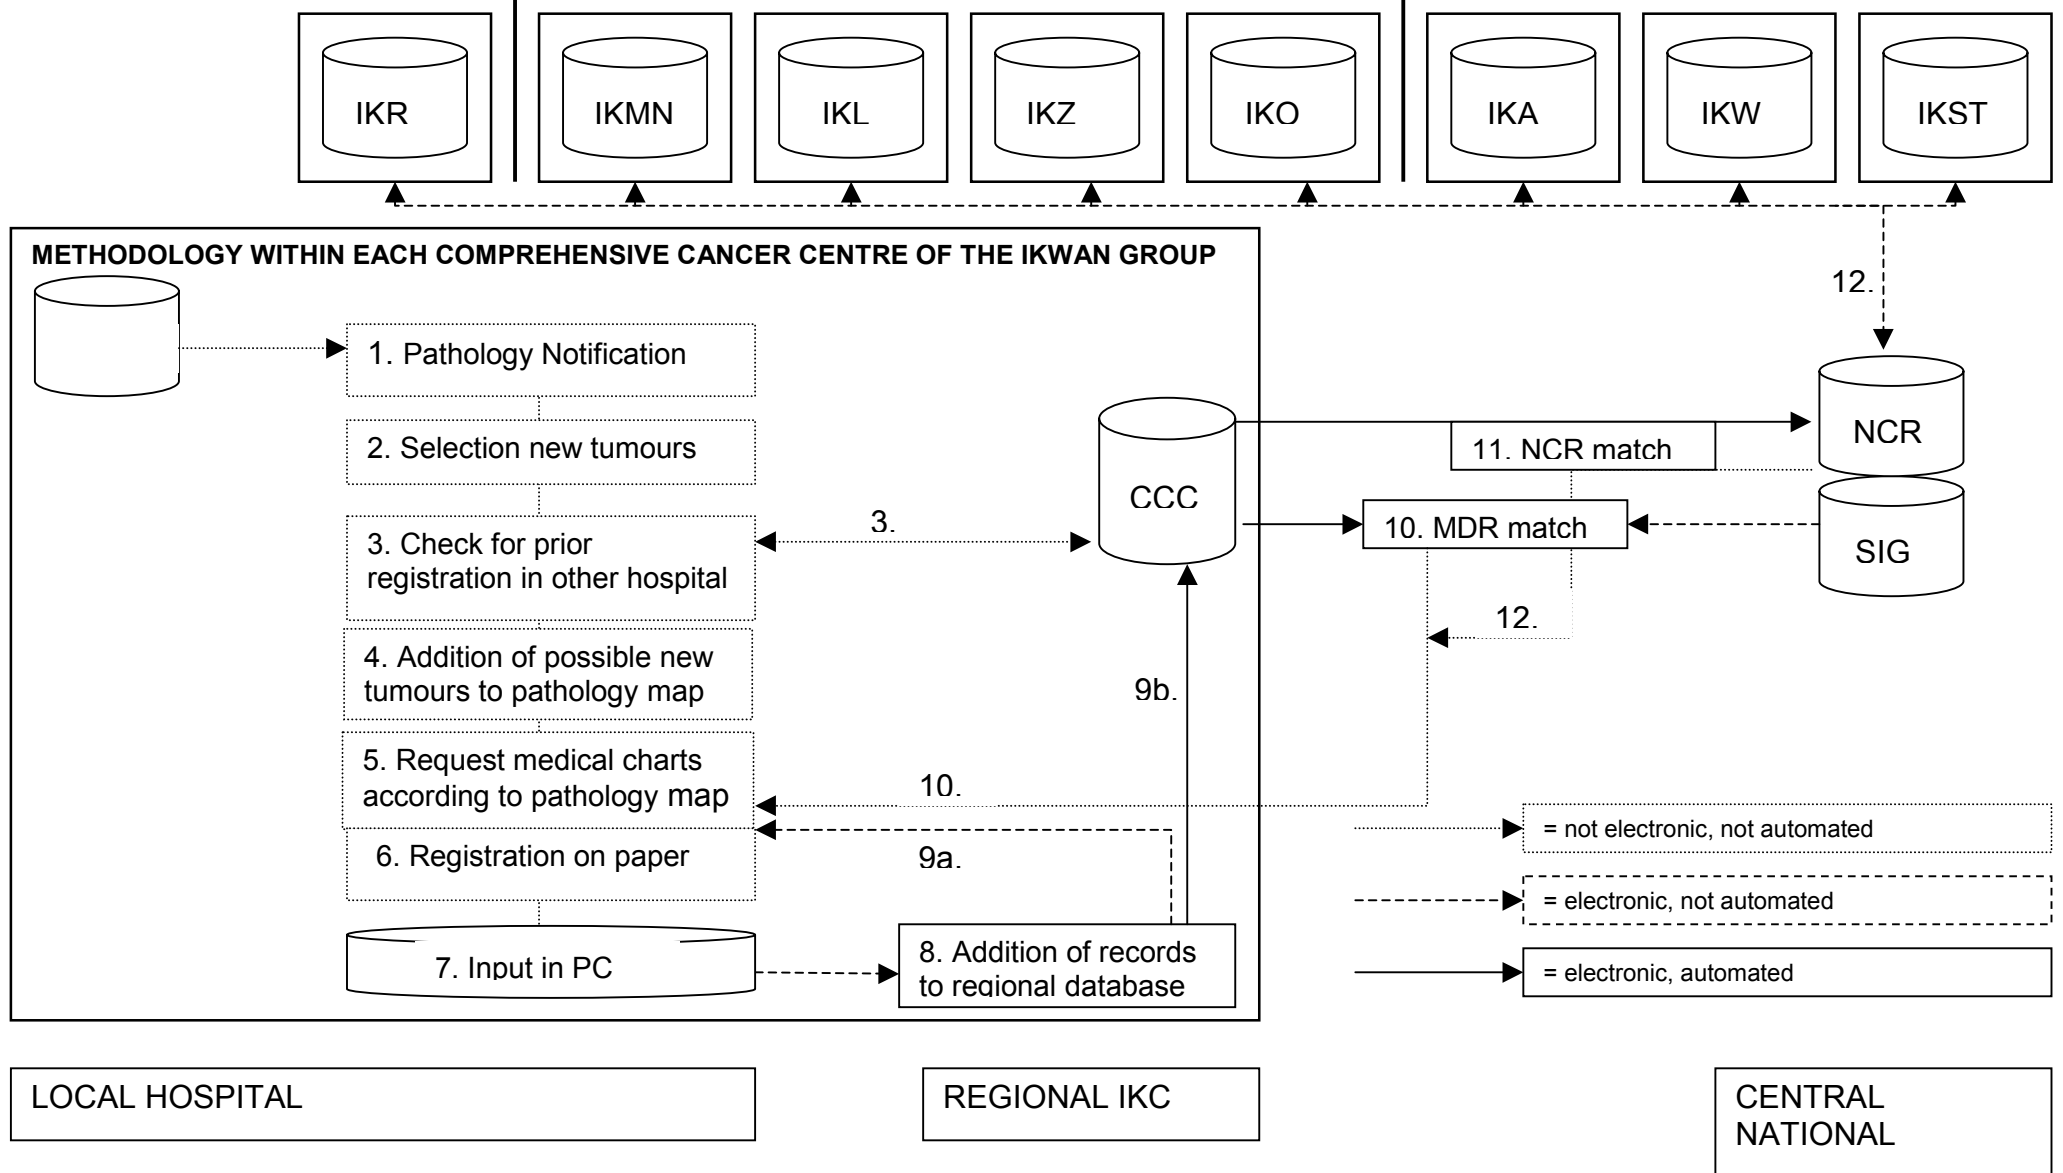 IKR
IKMN
IKL
IKZ
IKO
IKA
IKW
IKST
METHODOLOGY WITHIN EACH COMPREHENSIVE CANCER CENTRE OF THE IKWAN GROUP
12.
1. Pathology Notification
NCR
2. Selection new tumours
11. NCR match
CCC
3.
10. MDR match
3. Check for prior
registration in other hospital
SIG
12.
4. Addition of possible new
tumours to pathology map
9b.
5. Request medical charts
according to pathology map
10.
= not electronic, not automated
6. Registration on paper
9a.
= electronic, not automated
7. Input in PC
8. Addition of records
to regional database
= electronic, automated
LOCAL HOSPITAL
REGIONAL IKC
CENTRAL
NATIONAL